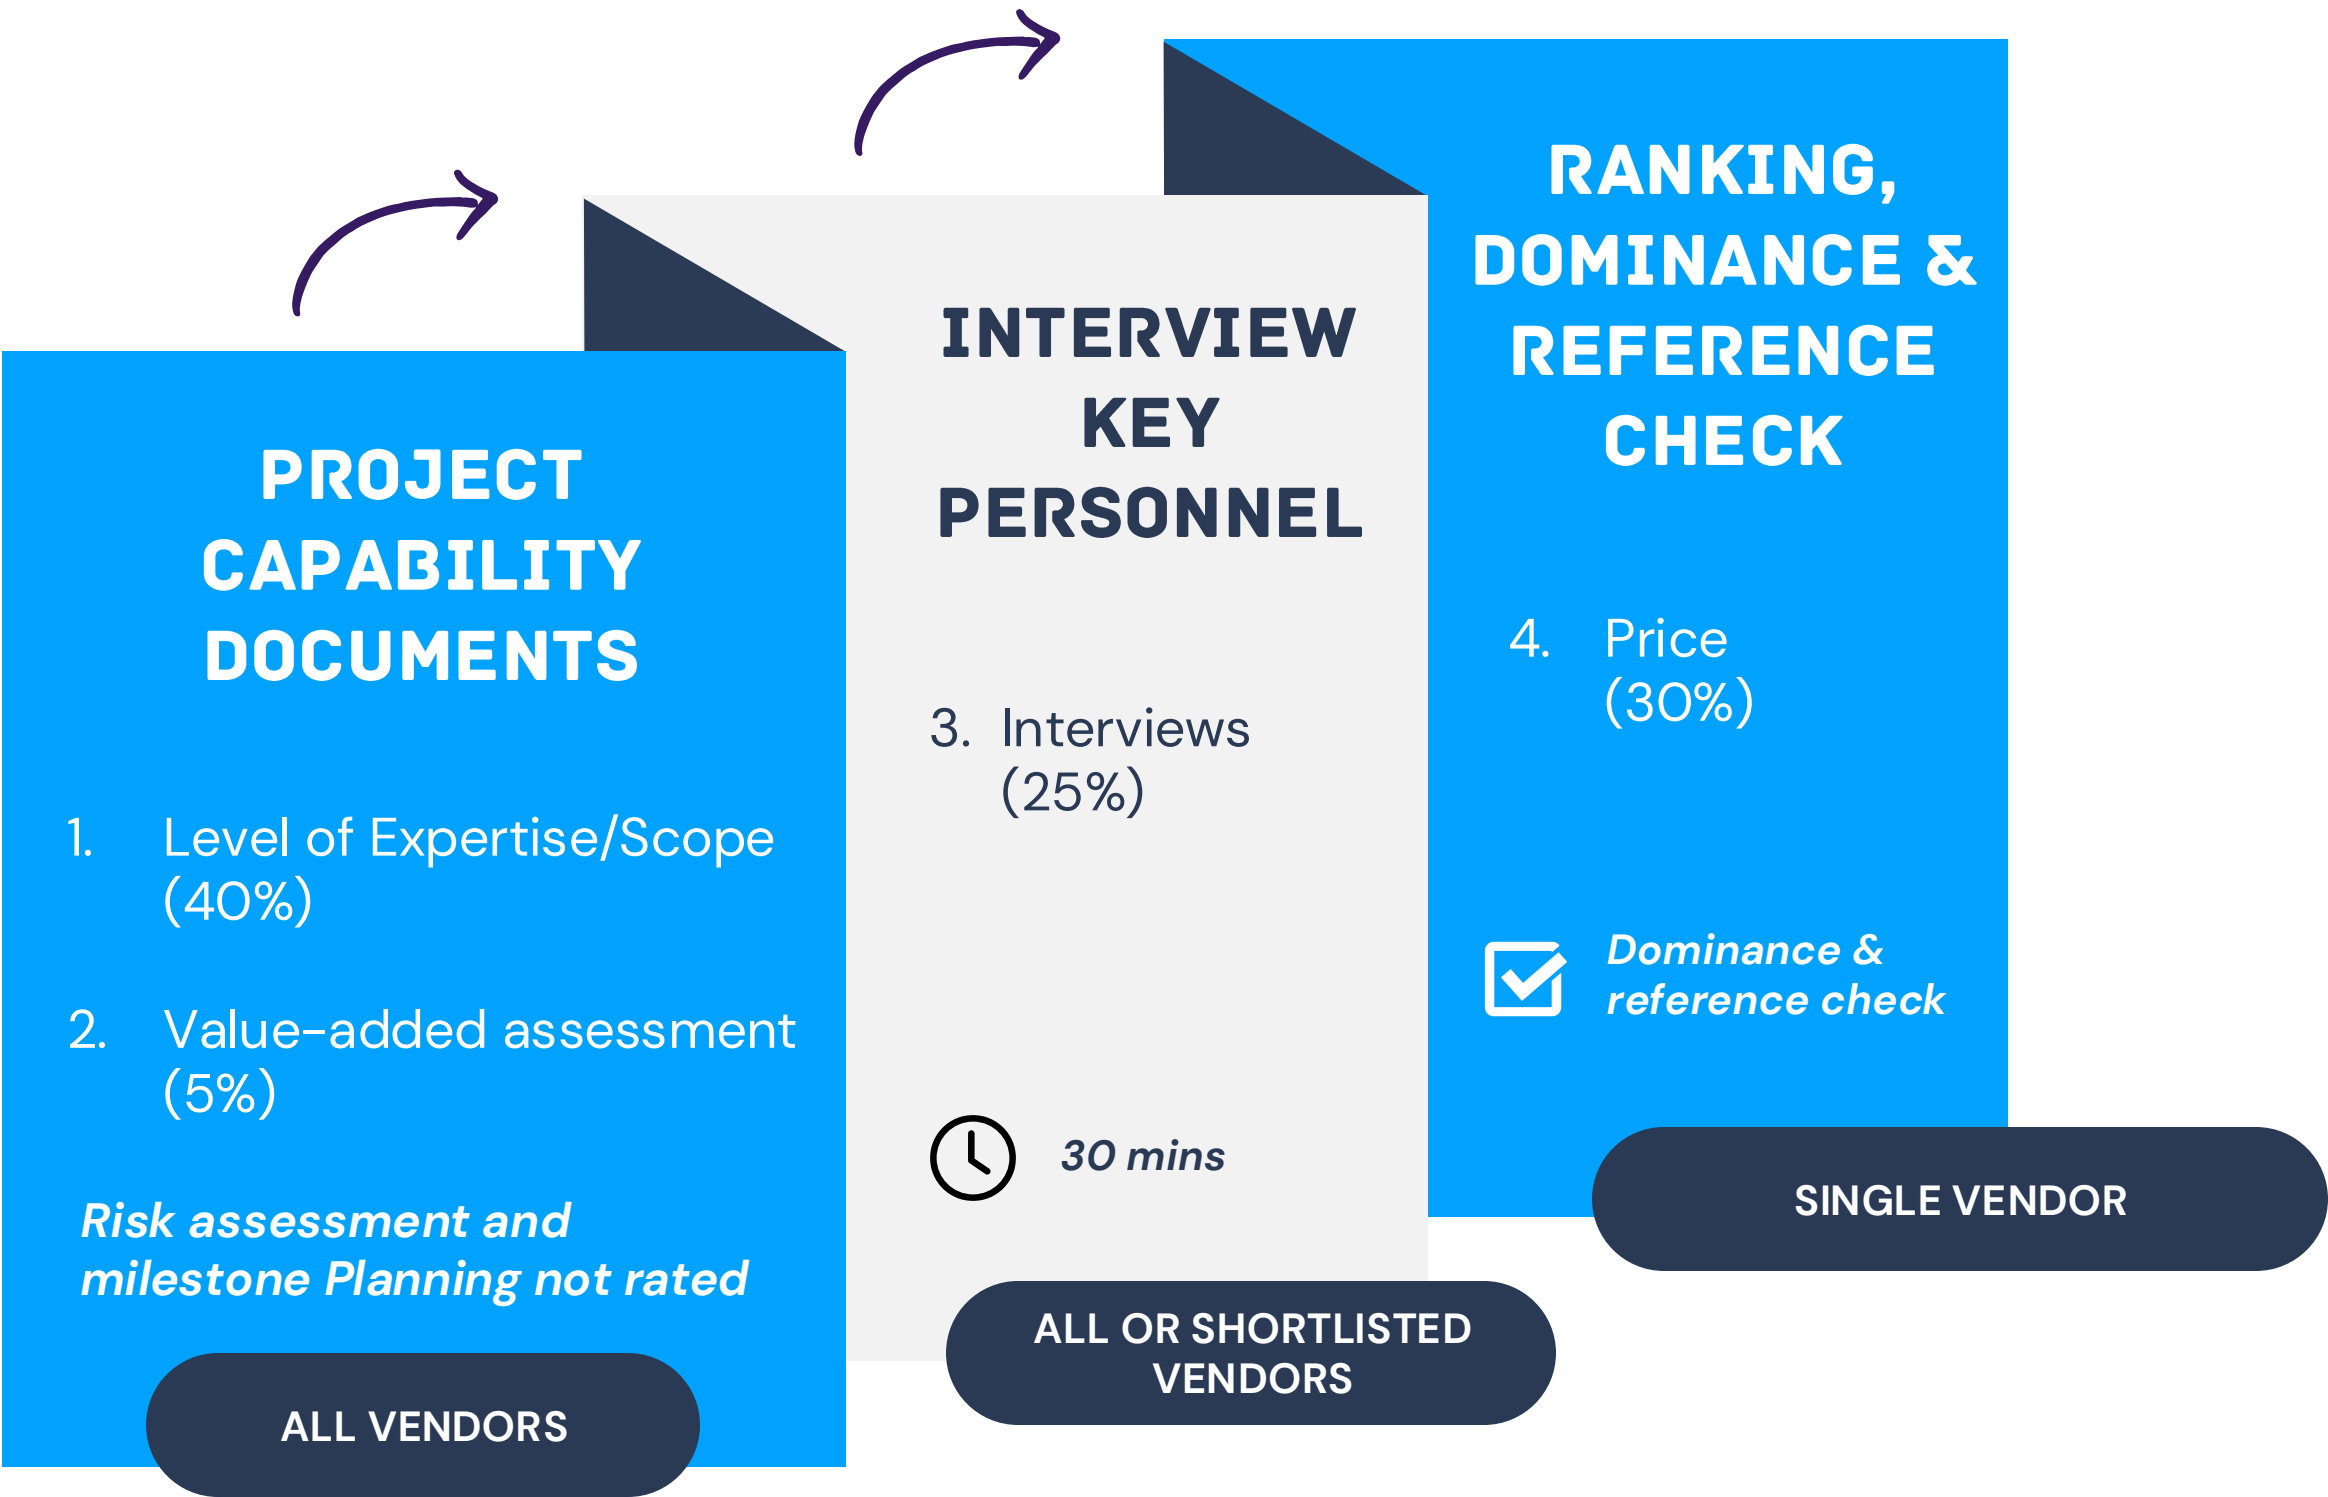 PROJECT
CAPABILITY
DOCUMENTS
1. Level of Expertise/Scope
(40%)
2. Value-added assessment
(5%)
Risk assessment and
milestone Planning not rated
ALL VENDORS
INTERVIEW
KEY
PERSONNEL
3. Interviews
(25%)
30 mins
ALL OR SHORTLISTED
VENDORS
RANKING,
DOMINANCE &
REFERENCE
CHECK
4. Price
(30%)
Dominance &
reference check
SINGLE VENDOR